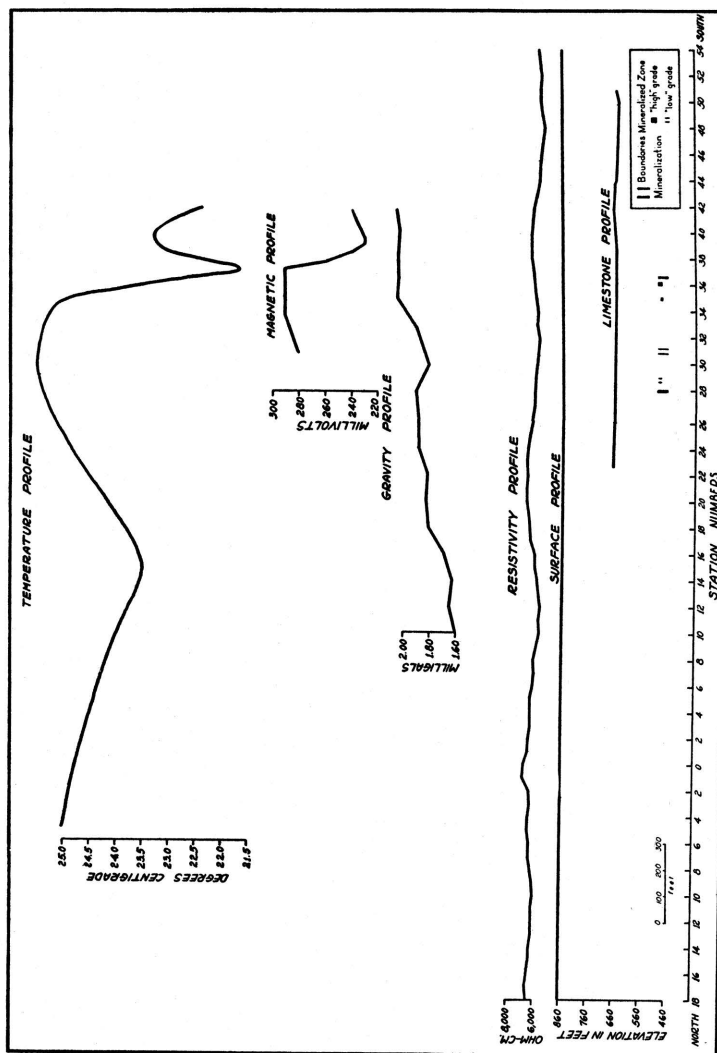 TEMPERATURE PROFILE
25.0
24.5
24.0
23.5
23.0
22.5
22.0
21.5
DEGREES CENTIGRADE
MAGNETIC PROFILE
300
280
260
240
220
MILLIVOLTS
GRAVITY PROFILE
2.00
1.80
1.60
MILLIGALS
RESISTIVITY PROFILE
8,000
6,000
OHM-CM.
SURFACE PROFILE
860
760
660
560
460
ELEVATION IN FEET
LIMESTONE PROFILE
Boundaries Mineralized Zone
Mineralization "high" grade
"low" grade
0 100 200 300
feet
NORTH 18 16 14 12 10 8 6 4 2 0 2 4 6 8 10 12 14 16 18 20 22 24 26 28 30 32 34 36 38 40 42 44 46 48 50 52 54 SOUTH
STATION NUMBERS